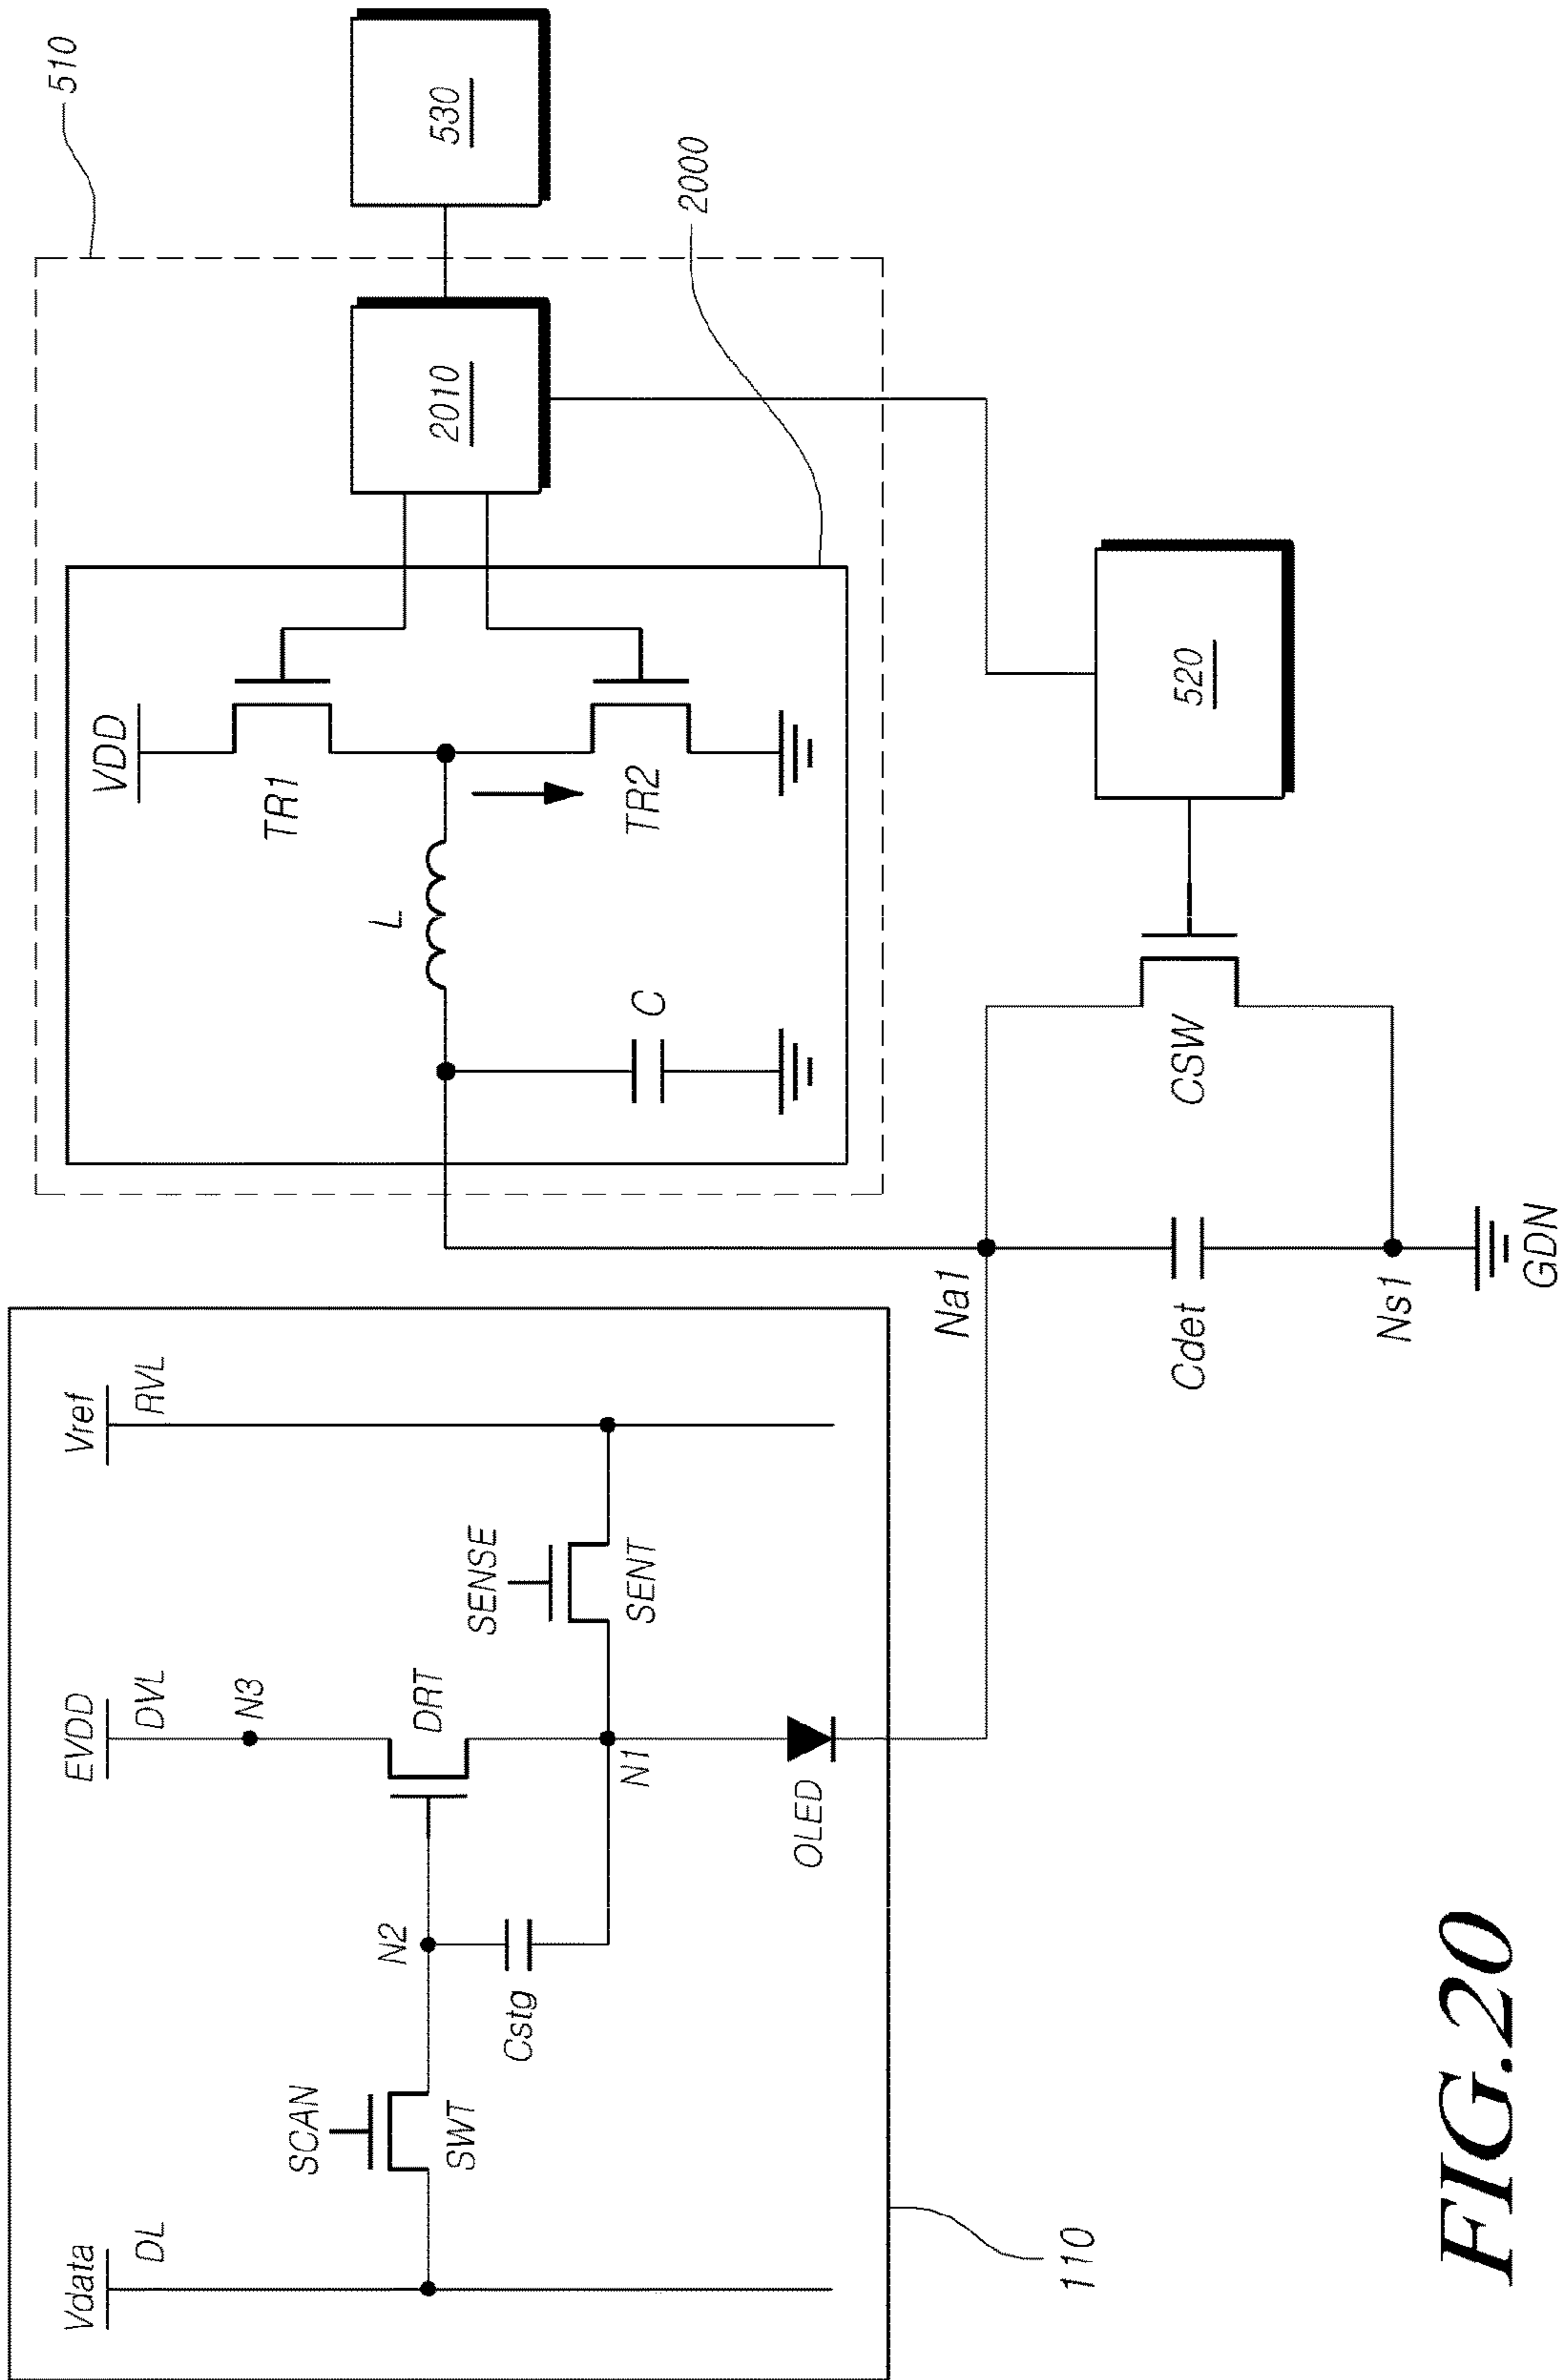 Vdata
DL
EVDD
DVL
Vref
RVL
N3
SCAN
SWT
N2
Cstg
DRT
SENSE
SENT
N1
OLED
110
510
VDD
TR1
L
TR2
C
2010
530
2000
Na1
Cdet
Ns1
GDN
CSW
520
FIG.20